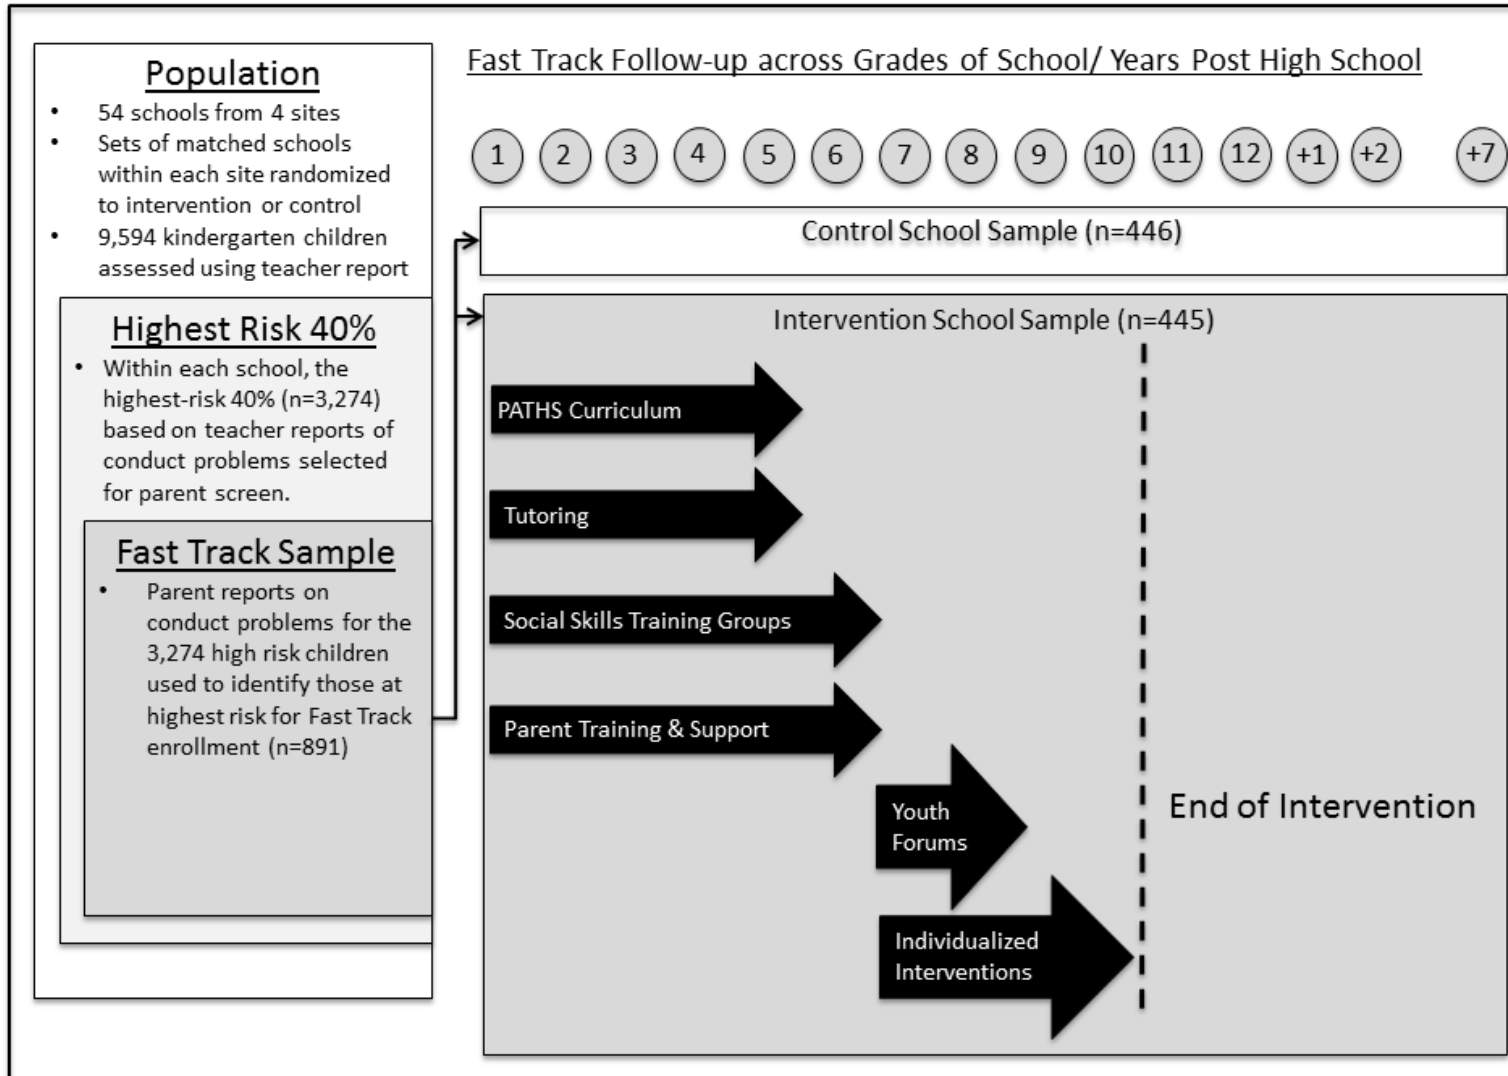 Population
• 54 schools from 4 sites
• Sets of matched schools
within each site randomized
to intervention or control
• 9,594 kindergarten children
assessed using teacher report
Highest Risk 40%
• Within each school, the
highest-risk 40% (n=3,274)
based on teacher reports of
conduct problems selected
for parent screen.
Fast Track Sample
• Parent reports on
conduct problems for the
3,274 high risk children
used to identify those at
highest risk for Fast Track
enrollment (n=891)
Fast Track Follow-up across Grades of School/ Years Post High School
1 2 3 4 5 6 7 8 9 10 11 12 +1 +2 +7
Control School Sample (n=446)
Intervention School Sample (n=445)
PATHS Curriculum
Tutoring
Social Skills Training Groups
Parent Training & Support
Youth
Forums
Individualized
Interventions
End of Intervention